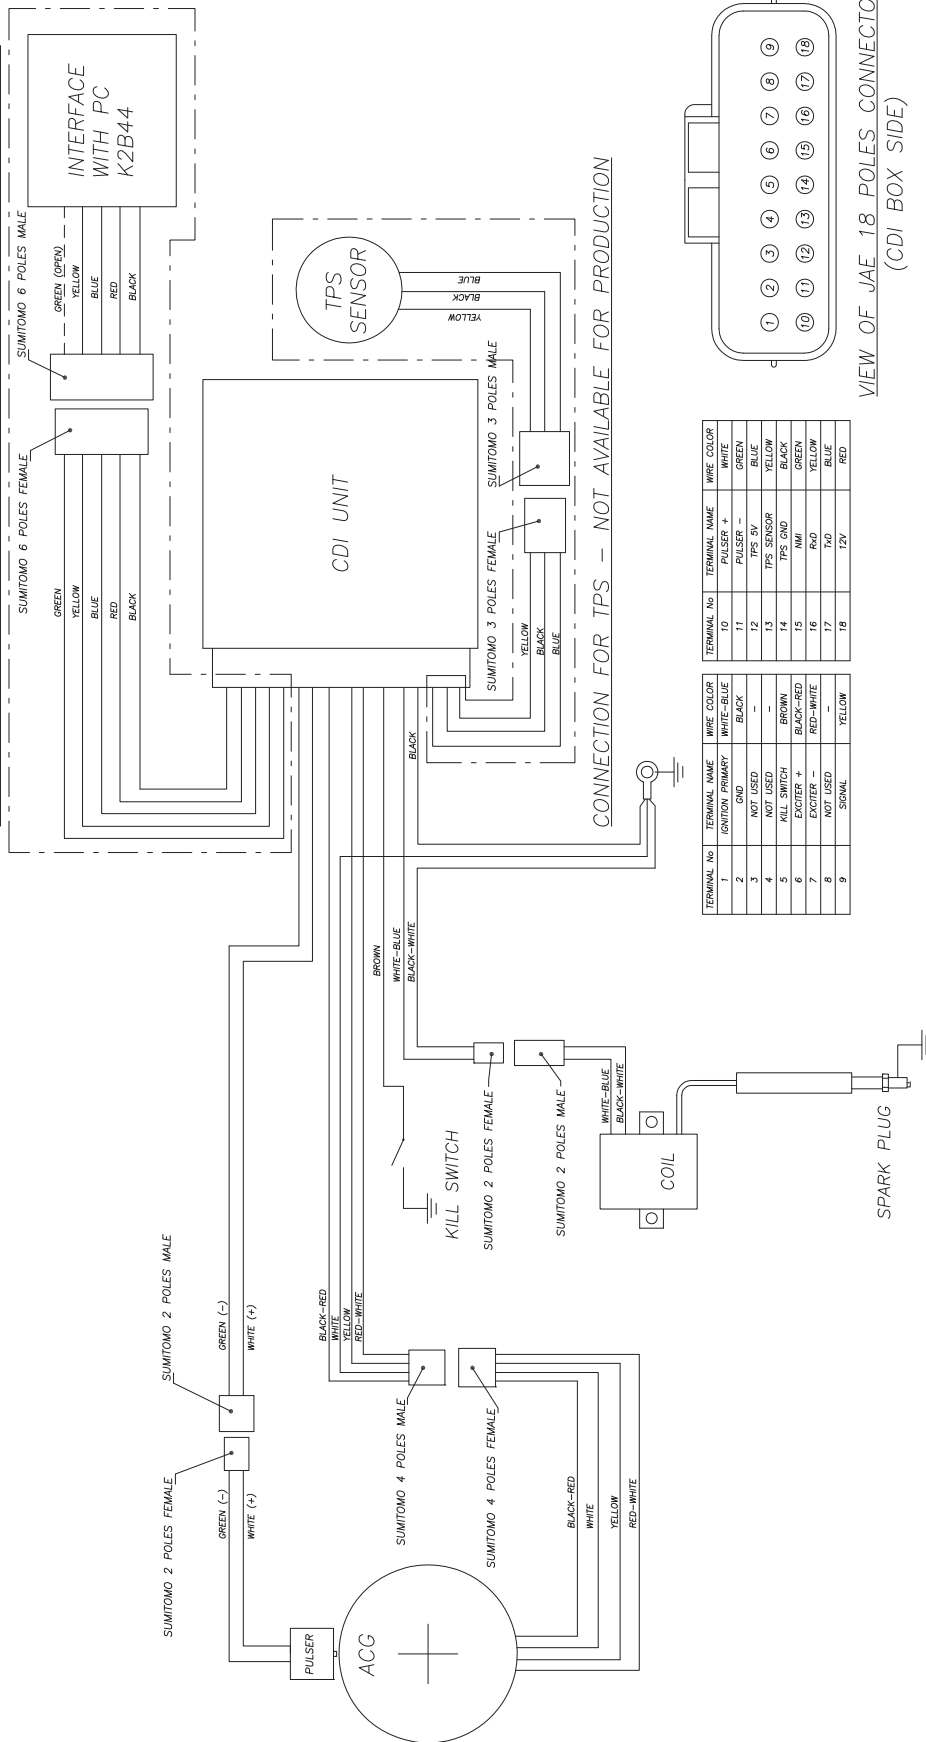 INTERFACE
WITH PC
K2B44
SUMITOMO 6 POLES MALE
GREEN (OPEN)
YELLOW
BLUE
RED
BLACK
SUMITOMO 6 POLES FEMALE
GREEN
YELLOW
BLUE
RED
BLACK
TPS
SENSOR
BLUE
BLACK
YELLOW
CDI UNIT
SUMITOMO 3 POLES MALE
SUMITOMO 3 POLES FEMALE
YELLOW
BLACK
BLUE
CONNECTION FOR TPS - NOT AVAILABLE FOR PRODUCTION
BLACK
BROWN
WHITE-BLUE
BLACK-WHITE
KILL SWITCH
SUMITOMO 2 POLES FEMALE
SUMITOMO 2 POLES MALE
WHITE-BLUE
BLACK-WHITE
COIL
SPARK PLUG
SUMITOMO 2 POLES MALE
GREEN (-)
WHITE (+)
SUMITOMO 2 POLES FEMALE
GREEN (-)
WHITE (+)
BLACK-RED
WHITE
YELLOW
RED-WHITE
SUMITOMO 4 POLES MALE
SUMITOMO 4 POLES FEMALE
BLACK-RED
WHITE
YELLOW
RED-WHITE
PULSER
ACG
TERMINAL No TERMINAL NAME WIRE COLOR
1 IGNITION PRIMARY WHITE-BLUE
2 GND BLACK
3 NOT USED -
4 NOT USED -
5 KILL SWITCH BROWN
6 EXCITER + BLACK-RED
7 EXCITER - RED-WHITE
8 NOT USED -
9 SIGNAL YELLOW
TERMINAL No TERMINAL NAME WIRE COLOR
10 PULSER + WHITE
11 PULSER - GREEN
12 TPS 5V BLUE
13 TPS SENSOR YELLOW
14 TPS GND BLACK
15 NMI GREEN
16 RxD YELLOW
17 TxD BLUE
18 12V RED
1 2 3 4 5 6 7 8 9
10 11 12 13 14 15 16 17 18
VIEW OF JAE 18 POLES CONNECTO
(CDI BOX SIDE)